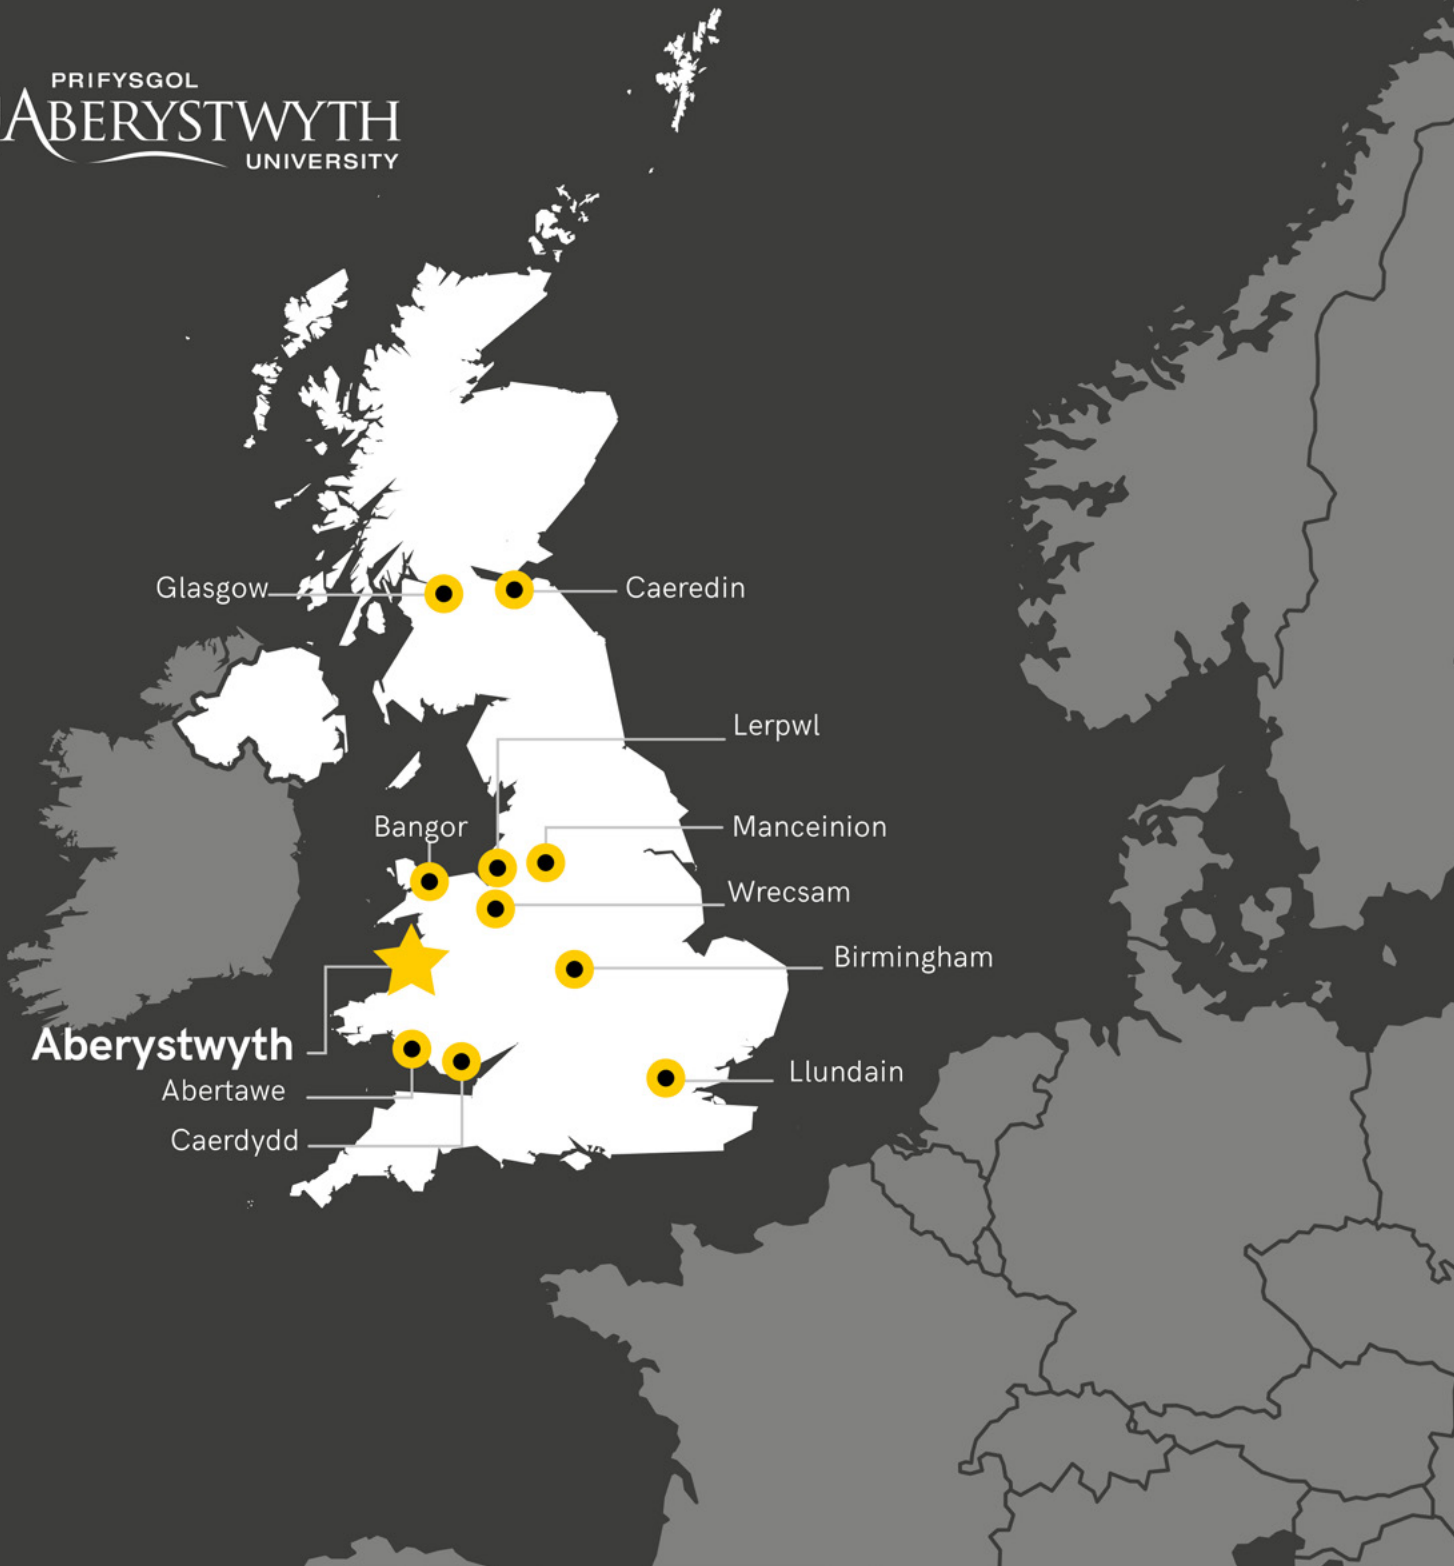 PRIFYSGOL
ABERYSTWYTH
UNIVERSITY
Glasgow
Caeredin
Lerpwl
Bangor
Manceinion
Wrecsam
Birmingham
Aberystwyth
Llundain
Abertawe
Caerdydd